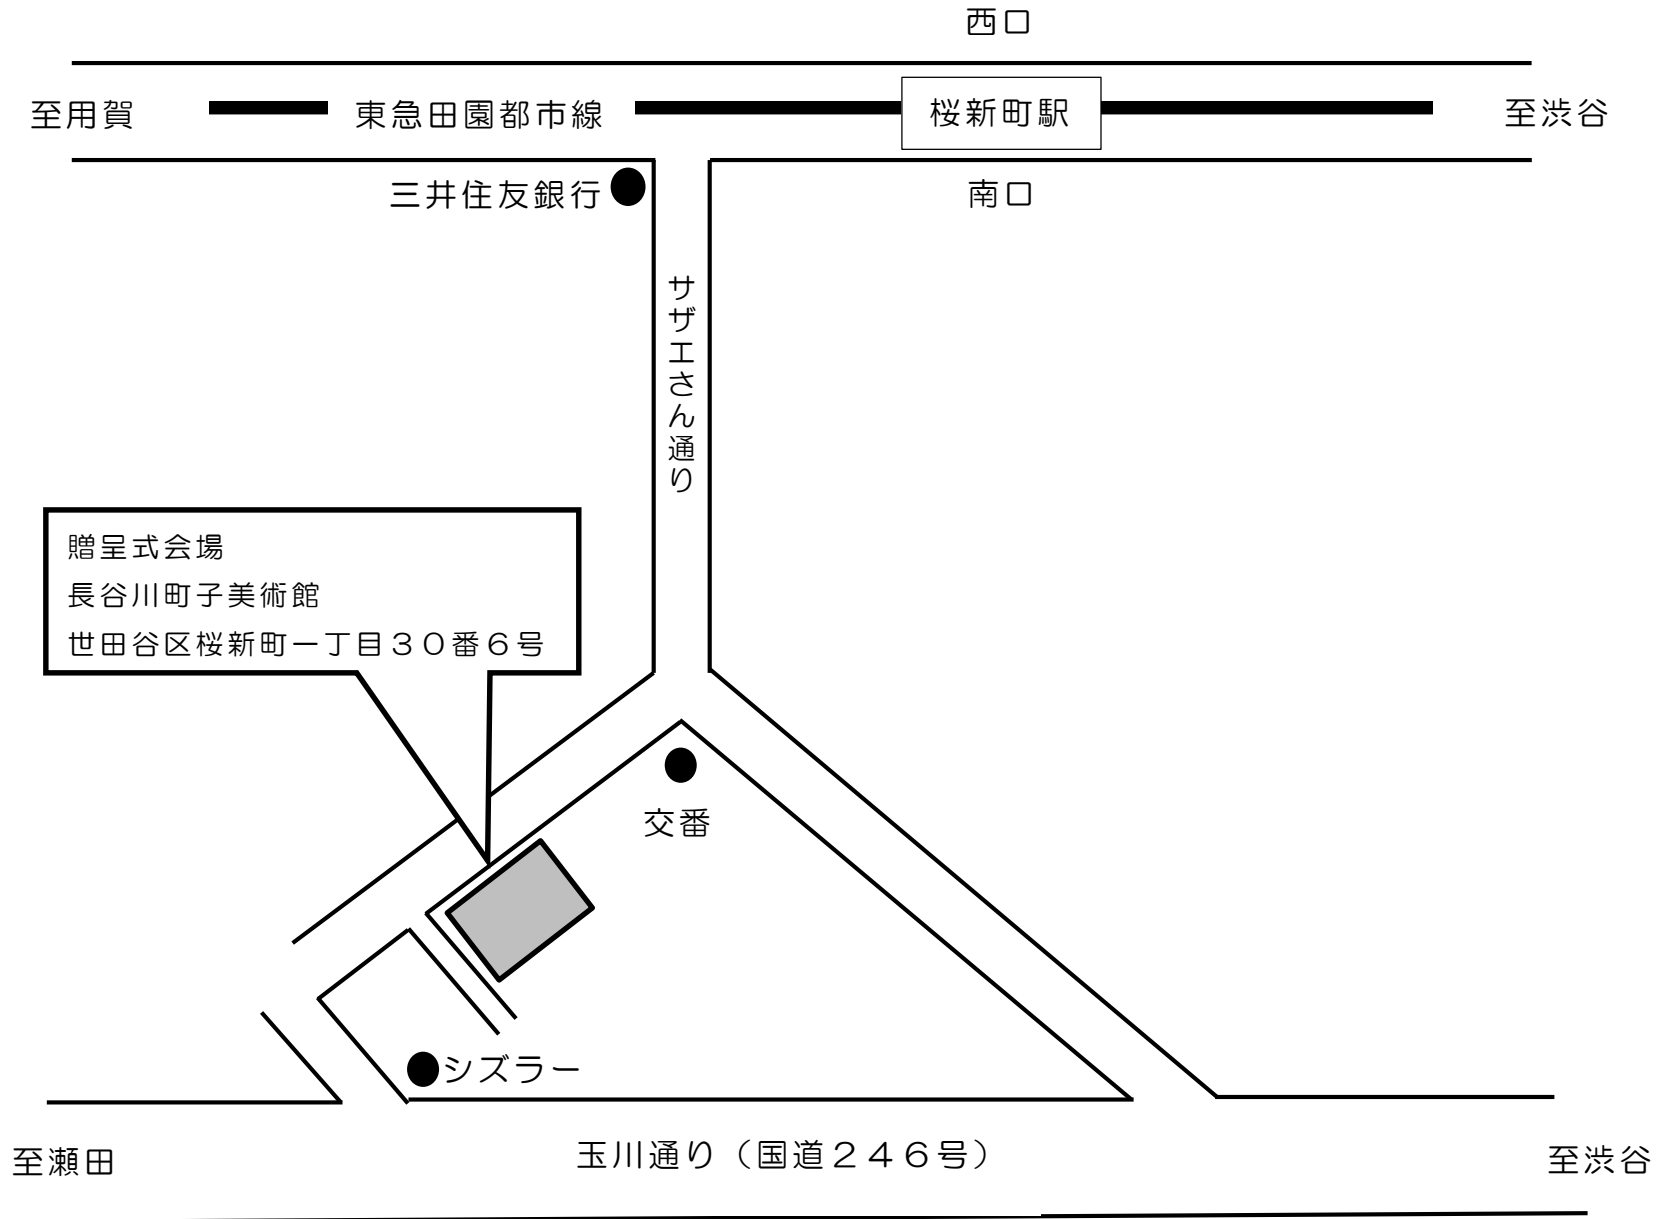 西口
至用賀
東急田園都市線
桜新町駅
至渋谷
三井住友銀行
南口
サザエさん通り
贈呈式会場
長谷川町子美術館
世田谷区桜新町一丁目３０番６号
交番
シズラー
玉川通り（国道２４６号）
至瀬田
至渋谷